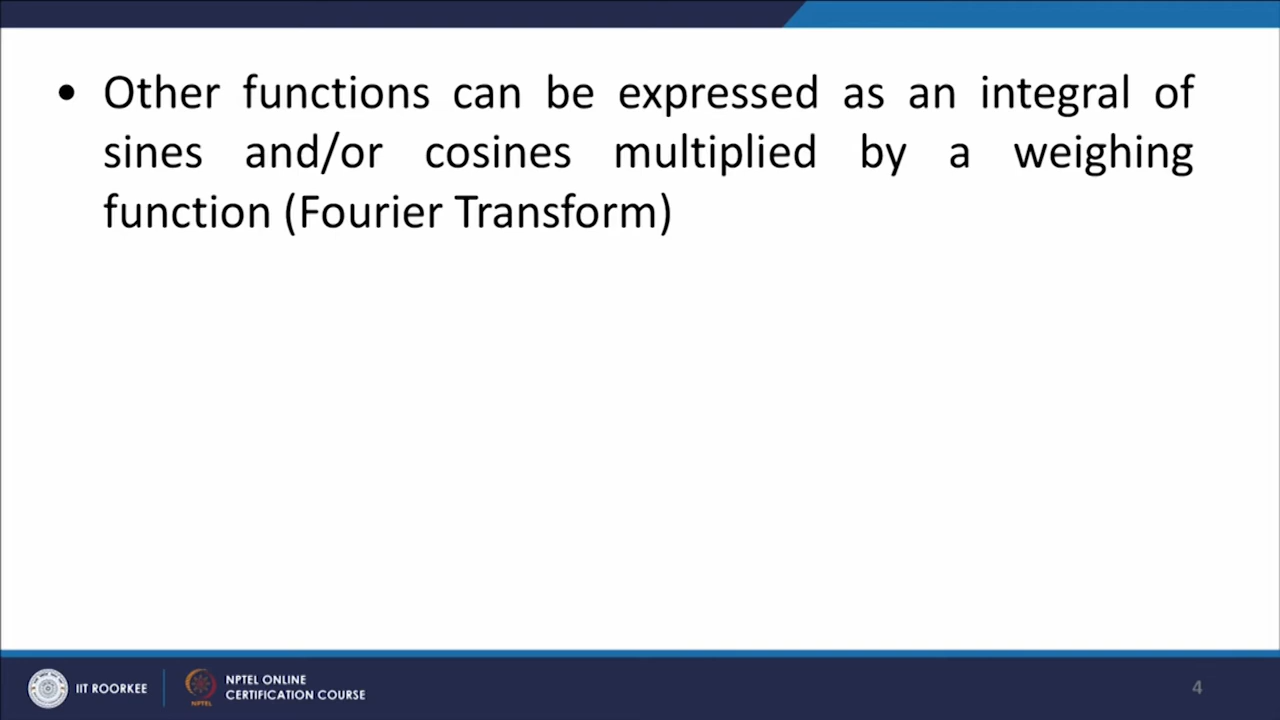 • Other functions can be expressed as an integral of
sines and/or cosines multiplied by a weighing
function (Fourier Transform)
IIT ROORKEE
NPTEL
NPTEL ONLINE
CERTIFICATION COURSE
4